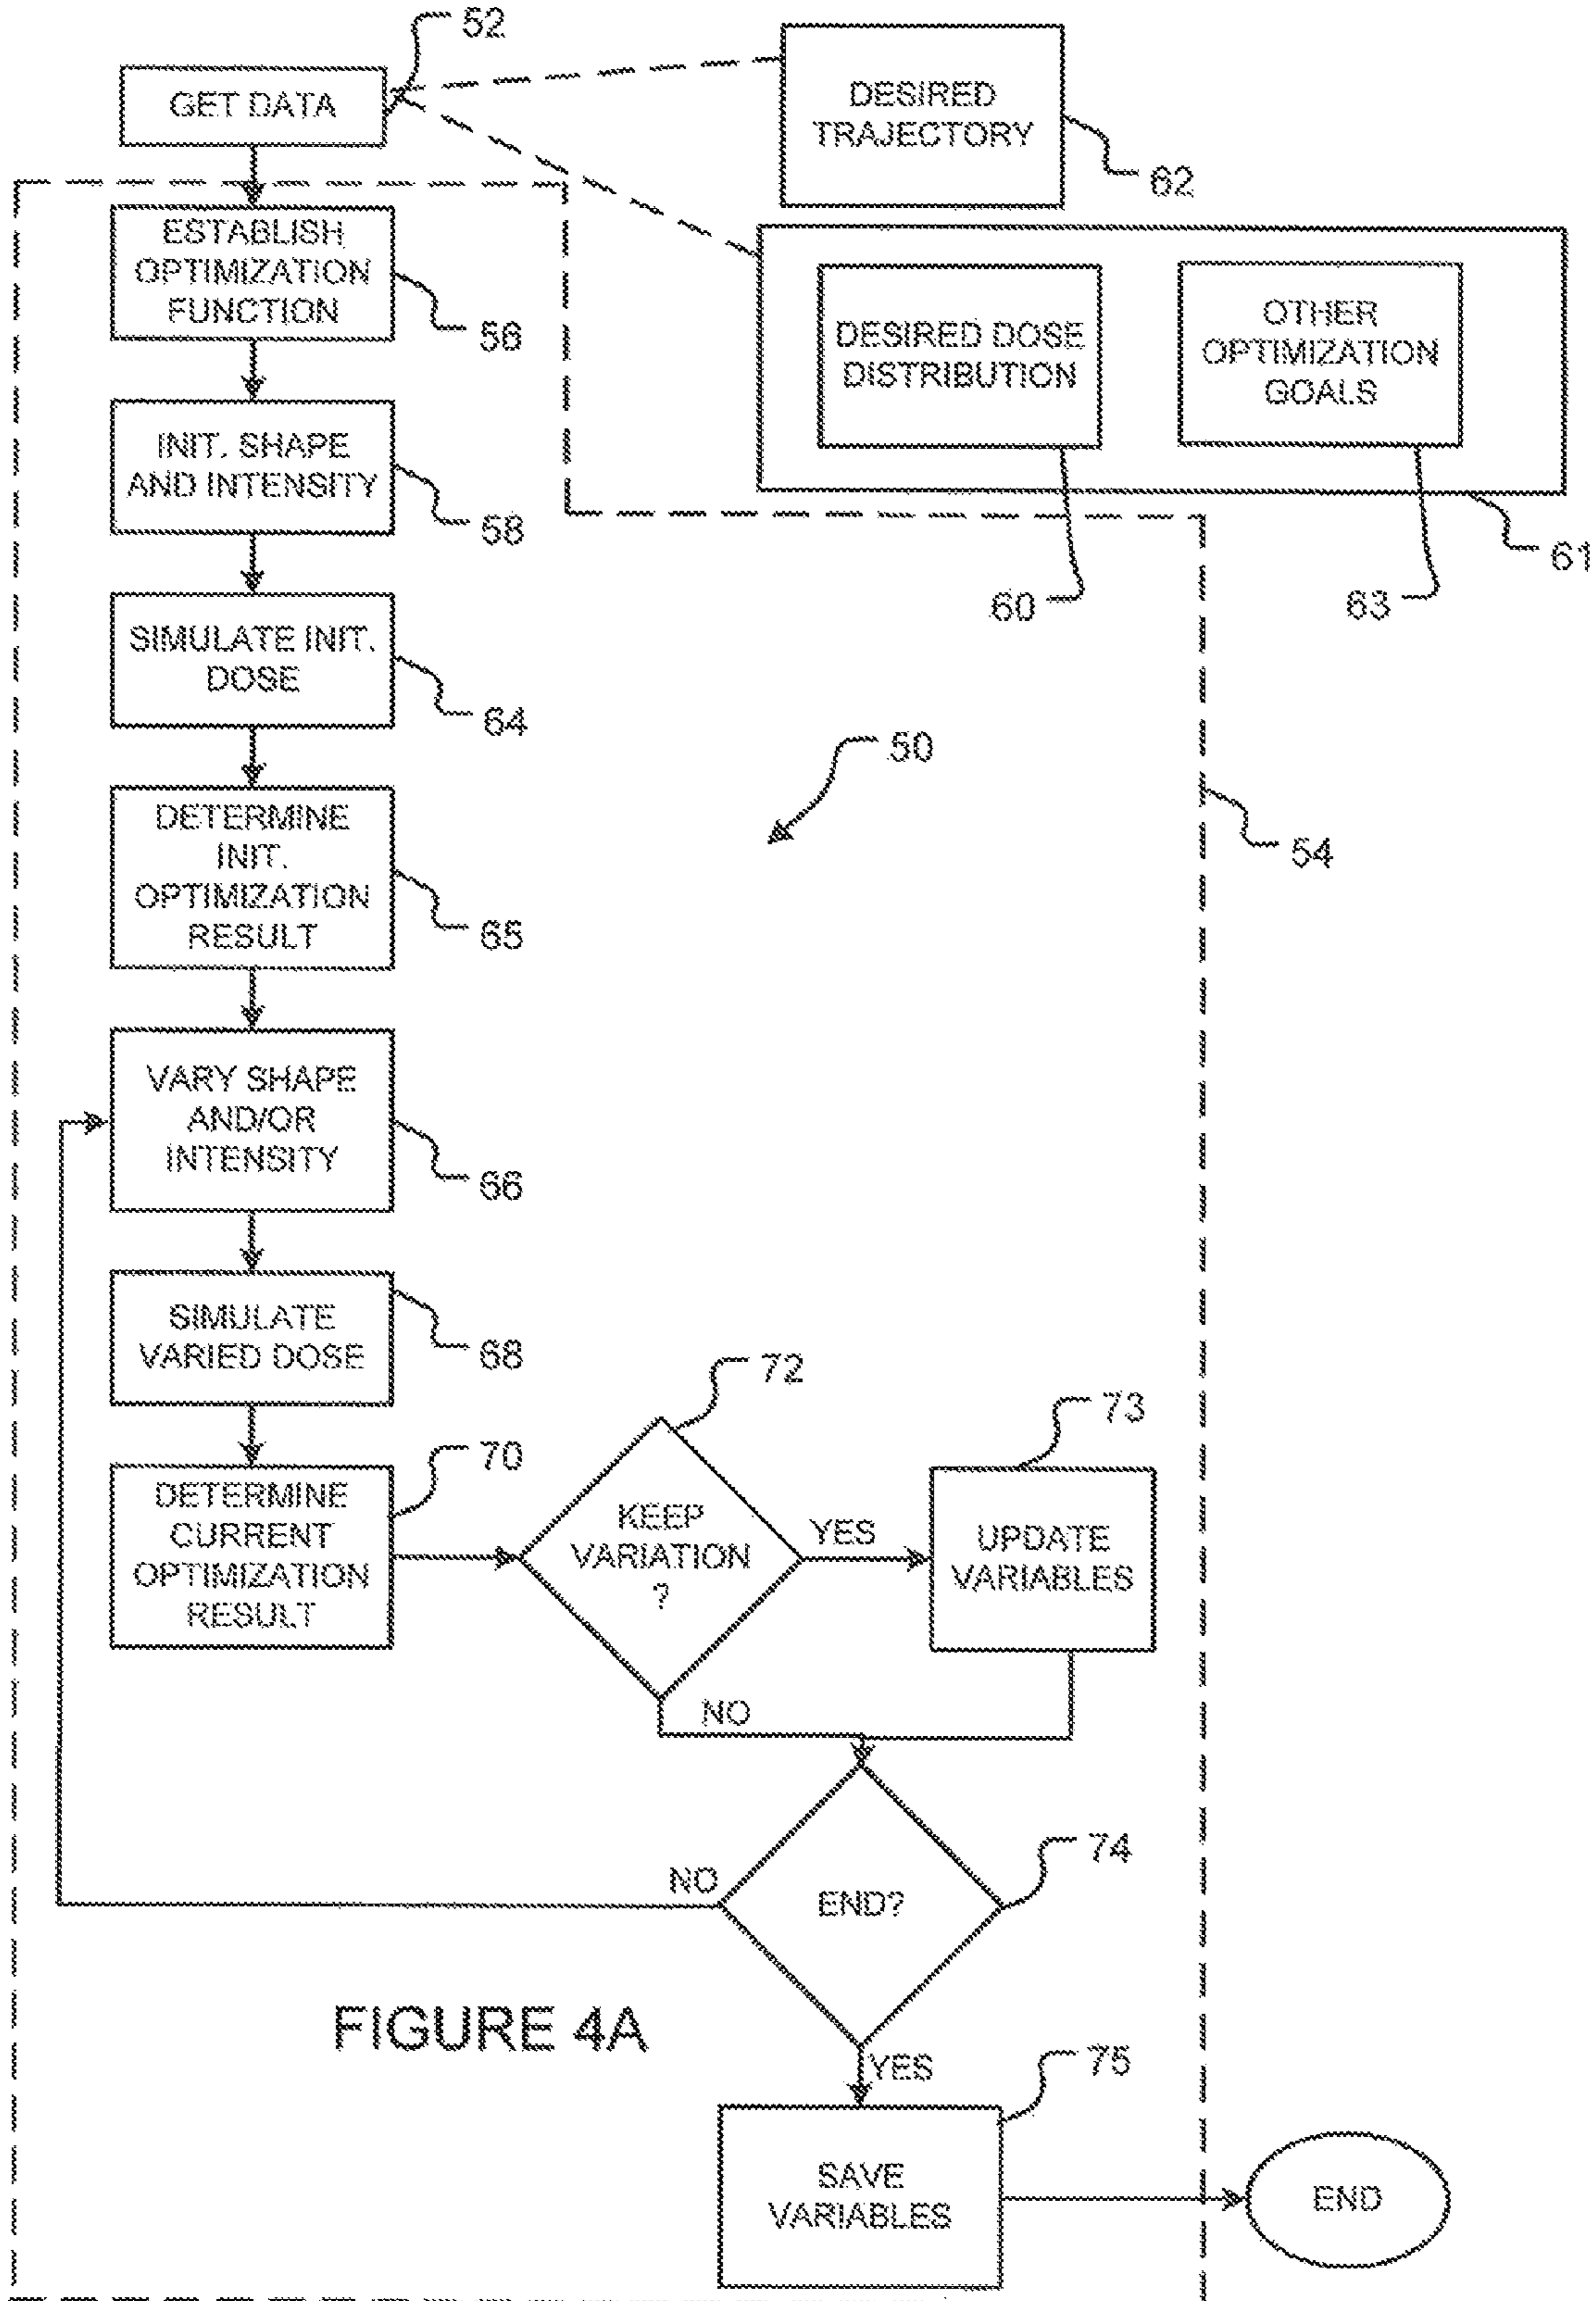 52
GET DATA
DESIRED
TRAJECTORY
62
ESTABLISH
OPTIMIZATION
FUNCTION
56
DESIRED DOSE
DISTRIBUTION
OTHER
OPTIMIZATION
GOALS
61
60
63
INIT. SHAPE
AND INTENSITY
58
SIMULATE INIT.
DOSE
64
50
54
DETERMINE
INIT.
OPTIMIZATION
RESULT
65
VARY SHAPE
AND/OR
INTENSITY
66
SIMULATE
VARIED DOSE
68
DETERMINE
CURRENT
OPTIMIZATION
RESULT
70
72
KEEP
VARIATION
?
YES
NO
73
UPDATE
VARIABLES
74
END?
NO
YES
FIGURE 4A
75
SAVE
VARIABLES
END